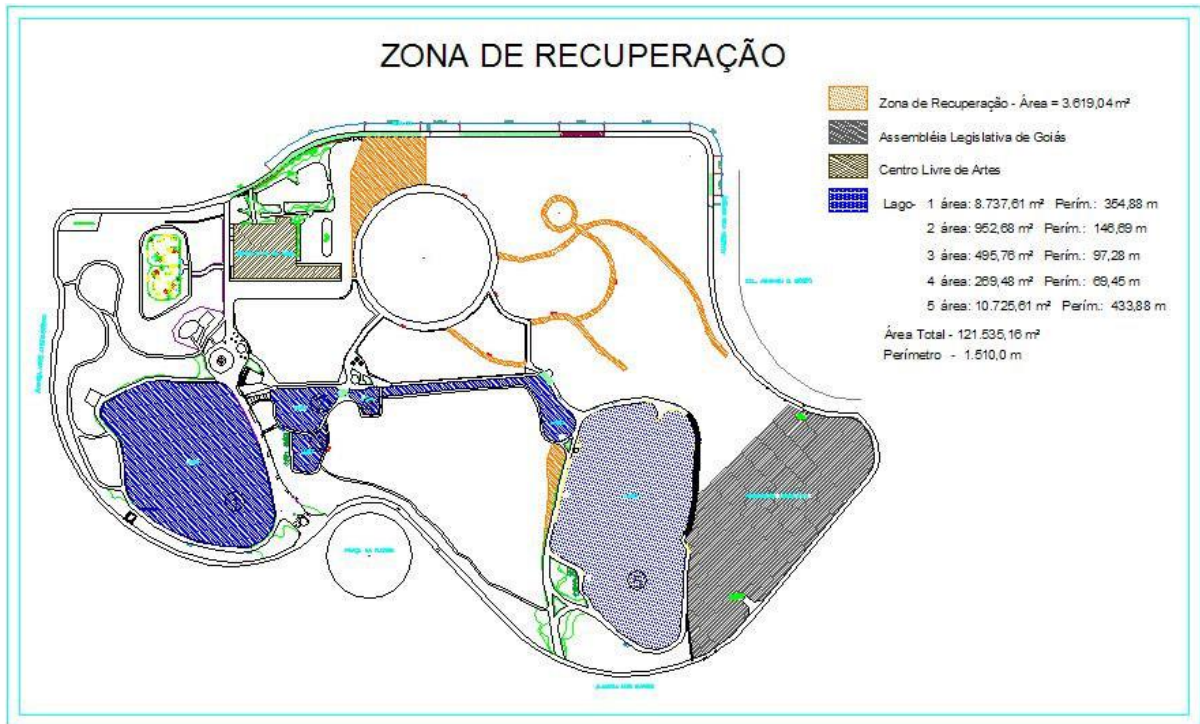 ZONA DE RECUPERAÇÃO
Zona de Recuperação - Área = 3.619,04 m²
Assembléia Legislativa de Goiás
Centro Livre de Artes
Lago- 1 área: 8.737,61 m² Perím.: 354,88 m
2 área: 952,68 m² Perím.: 146,69 m
3 área: 495,76 m² Perím.: 97,28 m
4 área: 269,48 m² Perím.: 69,45 m
5 área: 10.725,61 m² Perím.: 433,88 m
Área Total - 121.535,16 m²
Perímetro - 1.510,0 m
1
5